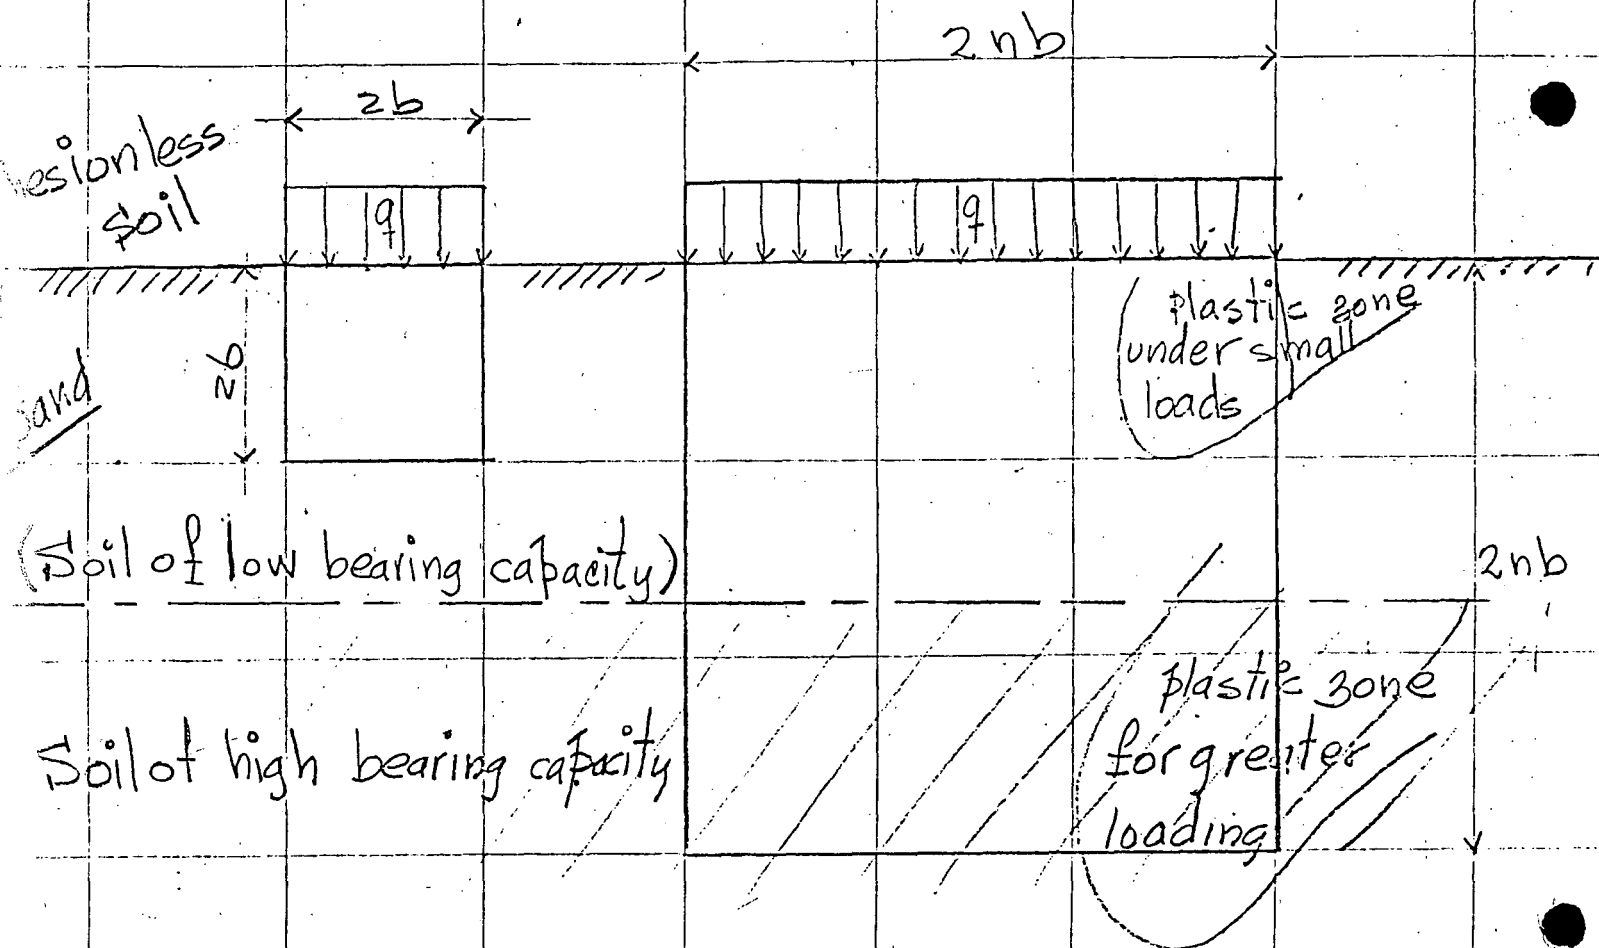 2nb
2b
hesionless
soil
q
q
plastic zone
under small
loads
2b
sand
(Soil of low bearing capacity)
2nb
plastic zone
for greater
loading
Soil of high bearing capacity